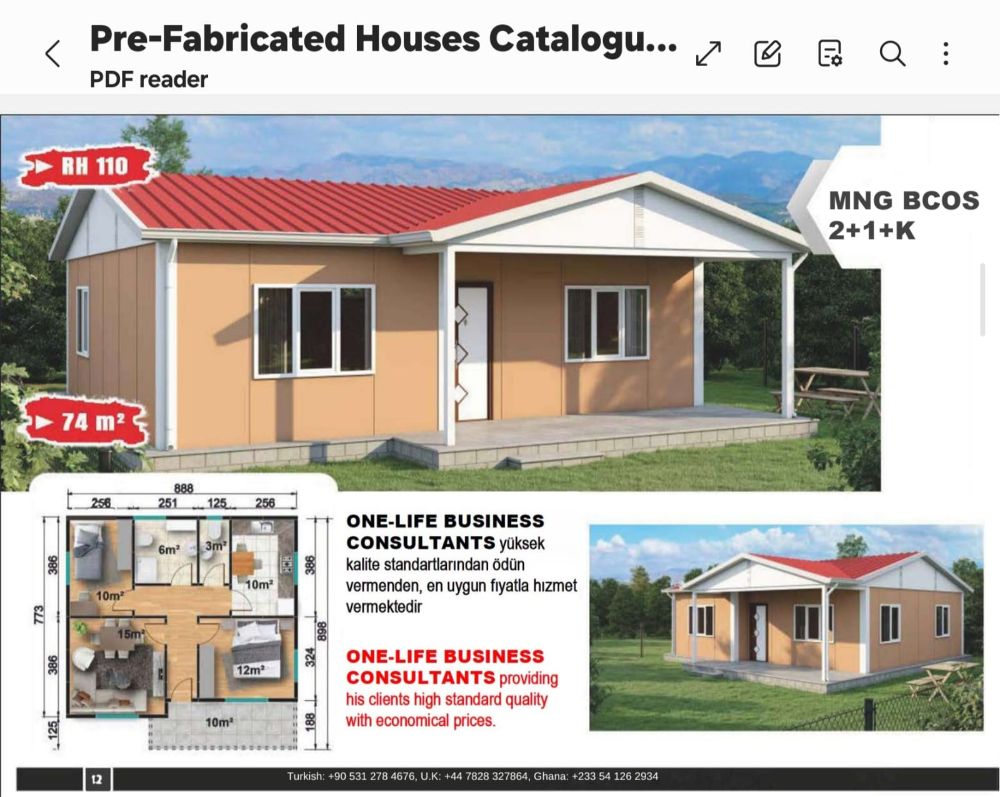 Pre-Fabricated Houses Catalogu...
PDF reader
RH 110
MNG BCOS
2+1+K
74 m²
888
256 251 125 256
6m²
3m²
386
386
10m²
10m²
773
15m²
898
386
324
12m²
10m²
125
188
ONE-LIFE BUSINESS
CONSULTANTS yüksek
kalite standartlarından ödün
vermenden, en uygun fiyatla hızmet
vermektedir
ONE-LIFE BUSINESS
CONSULTANTS providing
his clients high standard quality
with economical prices.
12
Turkish: +90 531 278 4676, U.K: +44 7828 327864, Ghana: +233 54 126 2934